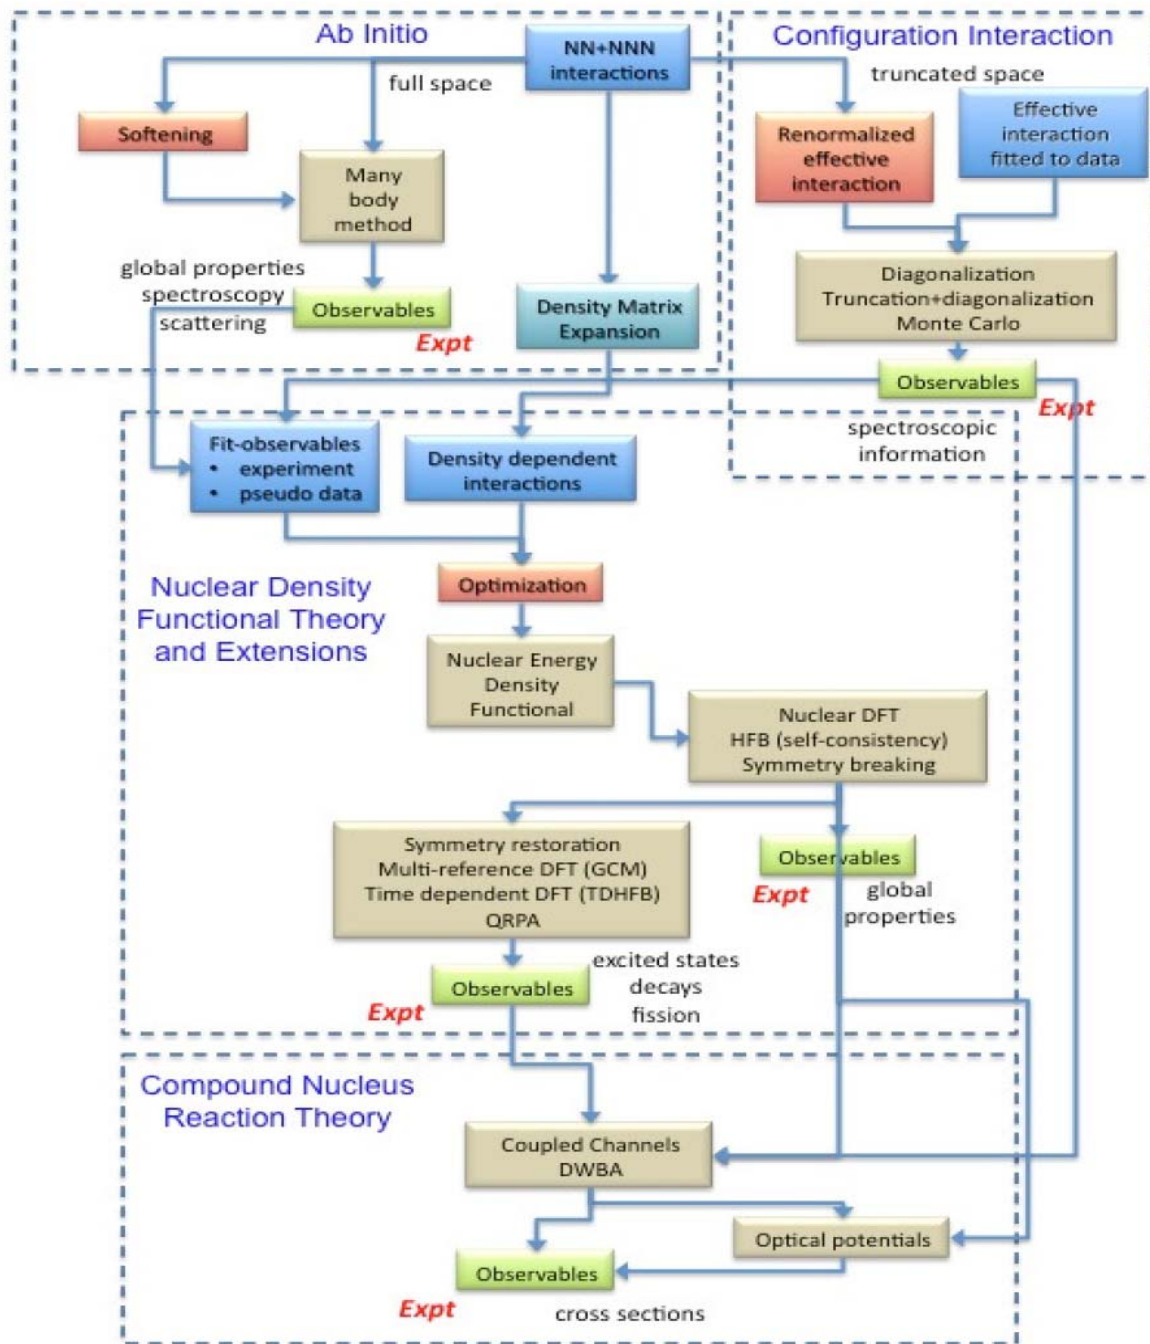 Ab Initio
NN+NNN
interactions
full space
Softening
Many
body
method
global properties
spectroscopy
scattering
Observables
Expt
Density Matrix
Expansion
Configuration Interaction
truncated space
Renormalized
effective
interaction
Effective
interaction
fitted to data
Diagonalization
Truncation+diagonalization
Monte Carlo
Observables
Expt
spectroscopic
information
Fit-observables
• experiment
• pseudo data
Density dependent
interactions
Nuclear Density
Functional Theory
and Extensions
Optimization
Nuclear Energy
Density
Functional
Nuclear DFT
HFB (self-consistency)
Symmetry breaking
Symmetry restoration
Multi-reference DFT (GCM)
Time dependent DFT (TDHFB)
QRPA
Observables
Expt
global
properties
Observables
Expt
excited states
decays
fission
Compound Nucleus
Reaction Theory
Coupled Channels
DWBA
Optical potentials
Observables
Expt
cross sections